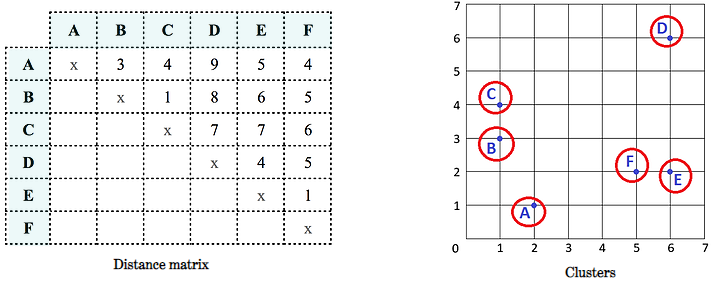 A B C D E F
A x 3 4 9 5 4
B x 1 8 6 5
C x 7 7 6
D x 4 5
E x 1
F x
Distance matrix
7
6
5
4
3
2
1
0 1 2 3 4 5 6 7
D
C
B
F
E
A
Clusters